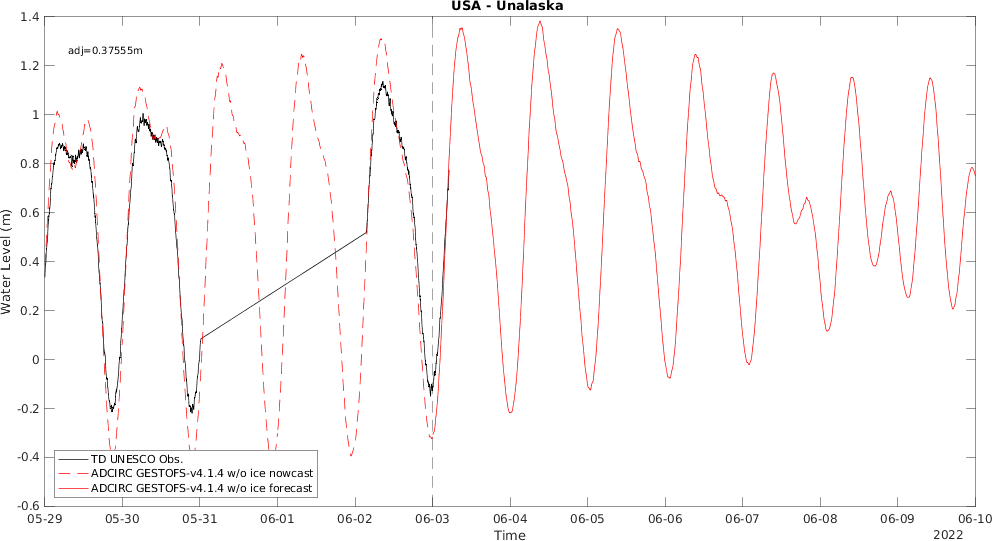 USA - Unalaska
adj=0.37555m
1.4
1.2
1
0.8
0.6
0.4
0.2
0
-0.2
-0.4
-0.6
Water Level (m)
TD UNESCO Obs.
ADCIRC GESTOFS-v4.1.4 w/o ice nowcast
ADCIRC GESTOFS-v4.1.4 w/o ice forecast
05-29 05-30 05-31 06-01 06-02 06-03 06-04 06-05 06-06 06-07 06-08 06-09 06-10
Time
2022